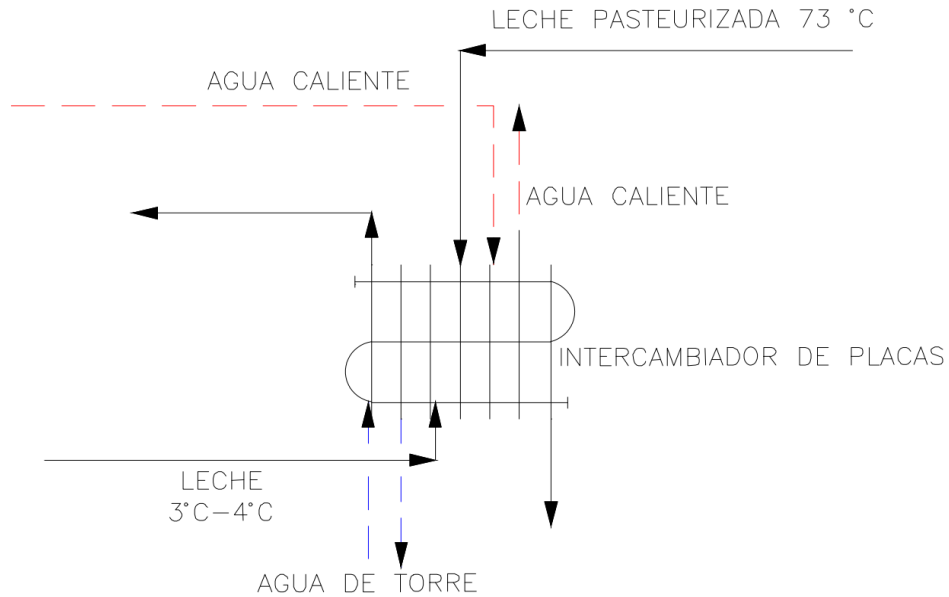 LECHE PASTEURIZADA 73 °C
AGUA CALIENTE
AGUA CALIENTE
INTERCAMBIADOR DE PLACAS
LECHE
3°C-4°C
AGUA DE TORRE